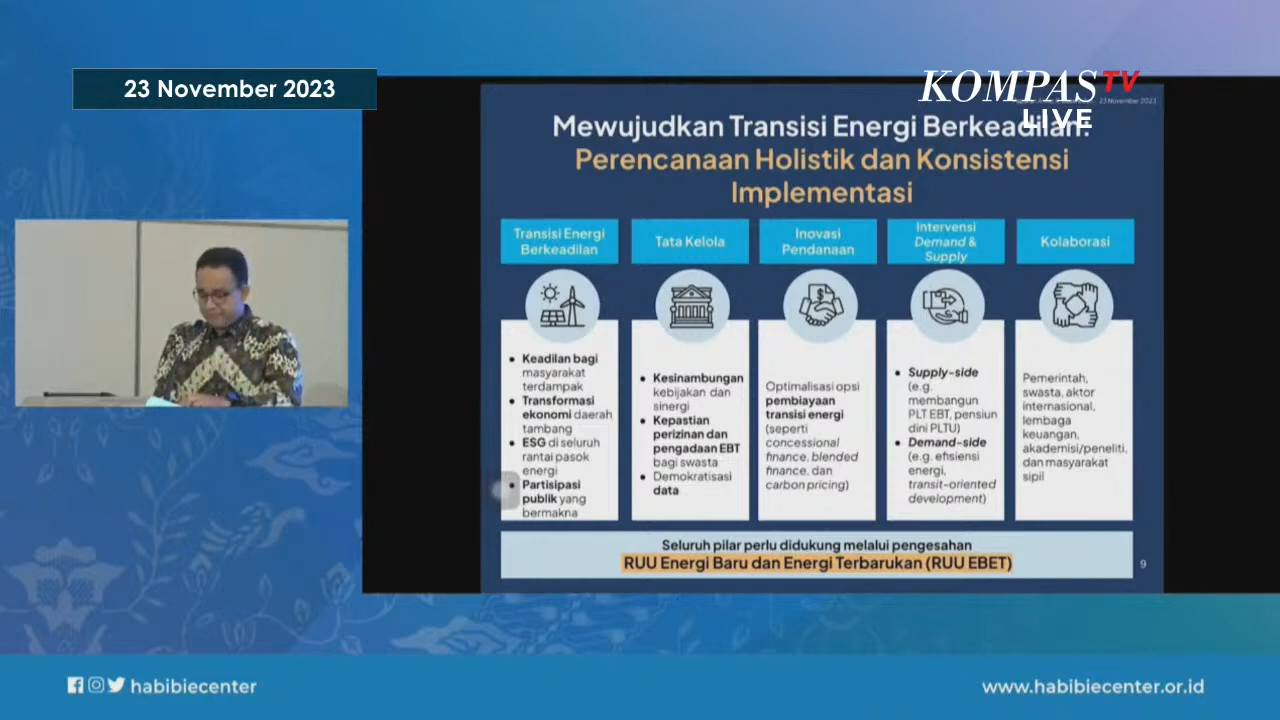 23 November 2023
KOMPAS TV
LIVE
23 November 2023
Mewujudkan Transisi Energi Berkeadilan:
Perencanaan Holistik dan Konsistensi
Implementasi
Transisi Energi
Berkeadilan
Keadilan bagi
masyarakat
terdampak
Transformasi
ekonomi daerah
tambang
ESG di seluruh
rantai pasok
energi
Partisipasi
publik yang
bermakna
Tata Kelola
Kesinambungan
kebijakan dan
sinergi
Kepastian
perizinan dan
pengadaan EBT
bagi swasta
Demokratisasi
data
Inovasi
Pendanaan
Optimalisasi opsi
pembiayaan
transisi energi
(seperti
concessional
finance, blended
finance, dan
carbon pricing)
Intervensi
Demand &
Supply
Supply-side
(e.g.
membangun
PLT EBT, pensiun
dini PLTU)
Demand-side
(e.g. efisiensi
energi,
transit-oriented
development)
Kolaborasi
Pemerintah,
swasta, aktor
internasional,
lembaga
keuangan,
akademisi/peneliti,
dan masyarakat
sipil
Seluruh pilar perlu didukung melalui pengesahan
RUU Energi Baru dan Energi Terbarukan (RUU EBET)
9
habibiecenter
www.habibiecenter.or.id